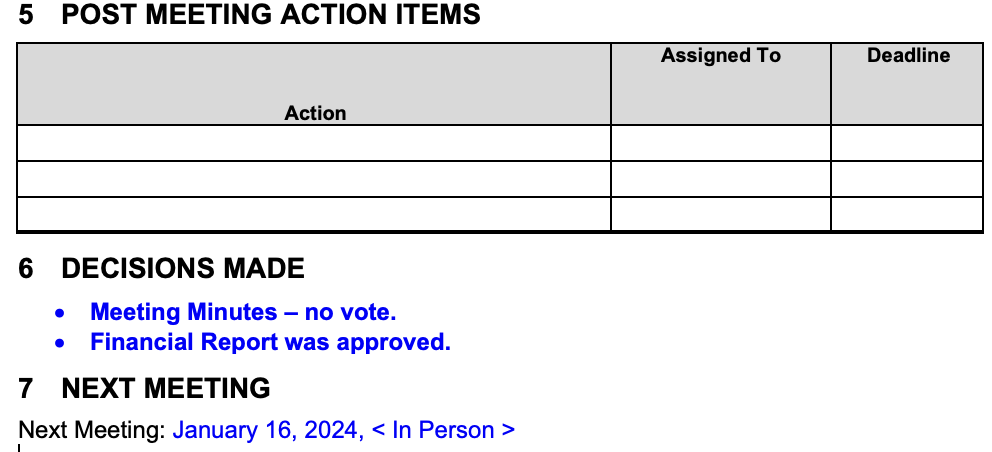 5 POST MEETING ACTION ITEMS
Action Assigned To Deadline
6 DECISIONS MADE
• Meeting Minutes – no vote.
• Financial Report was approved.
7 NEXT MEETING
Next Meeting: January 16, 2024, < In Person >